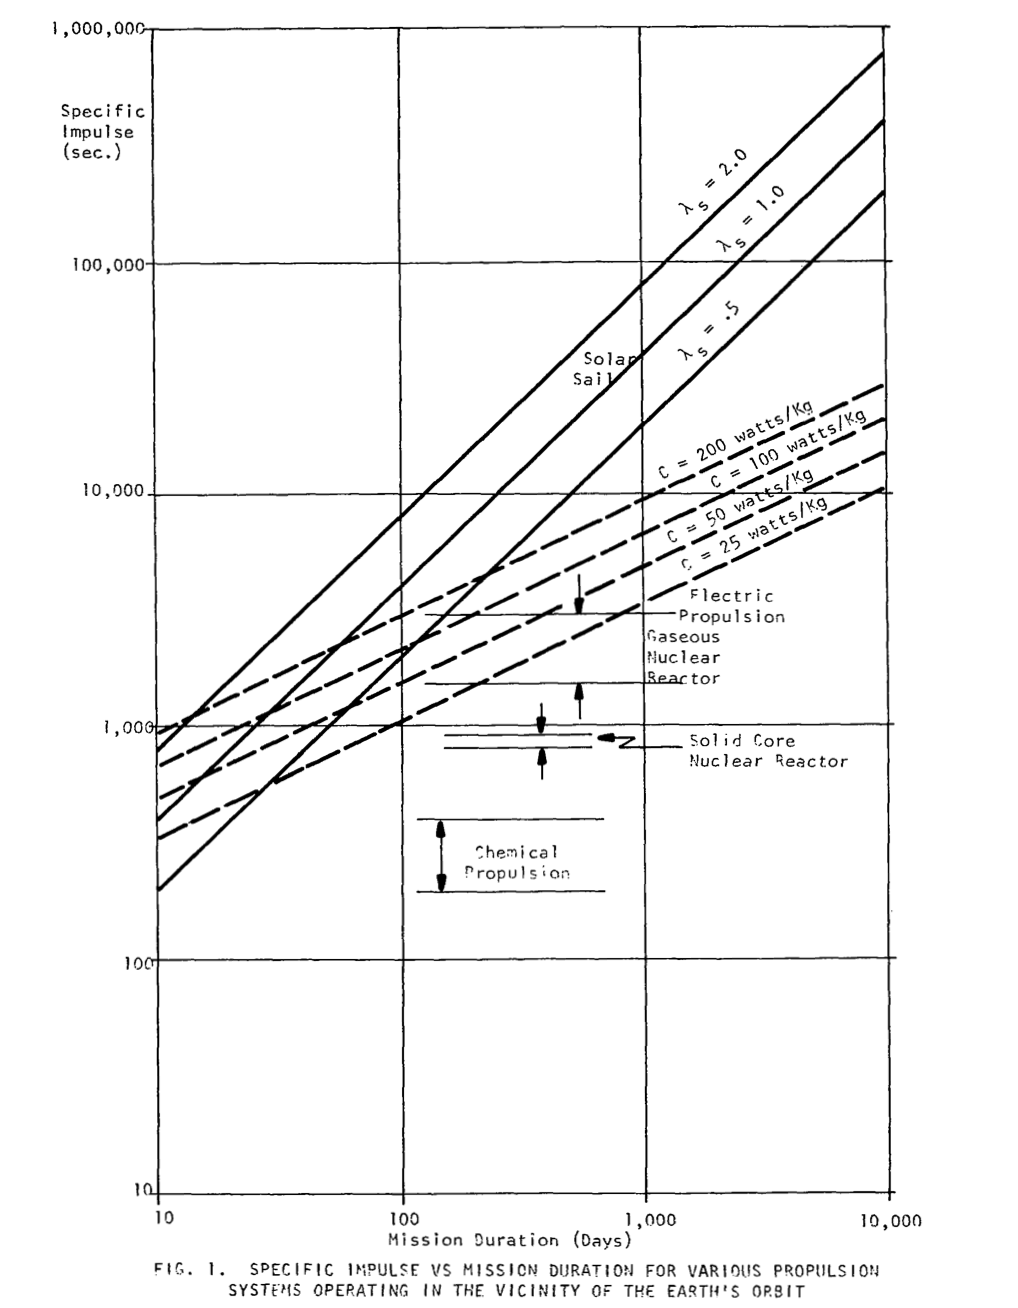 1,000,000
Specific
Impulse
(sec.)
λs = 2.0
λs = 1.0
100,000
λs = .5
Solar
Sail
C = 200 watts/Kg
C = 100 watts/Kg
10,000
C = 50 watts/Kg
C = 25 watts/Kg
Electric
Propulsion
Gaseous
Nuclear
Reactor
1,000
Solid Core
Nuclear Reactor
Chemical
Propulsion
100
10
10 100 1,000 10,000
Mission Duration (Days)
FIG. 1. SPECIFIC IMPULSE VS MISSION DURATION FOR VARIOUS PROPULSION
SYSTEMS OPERATING IN THE VICINITY OF THE EARTH'S ORBIT